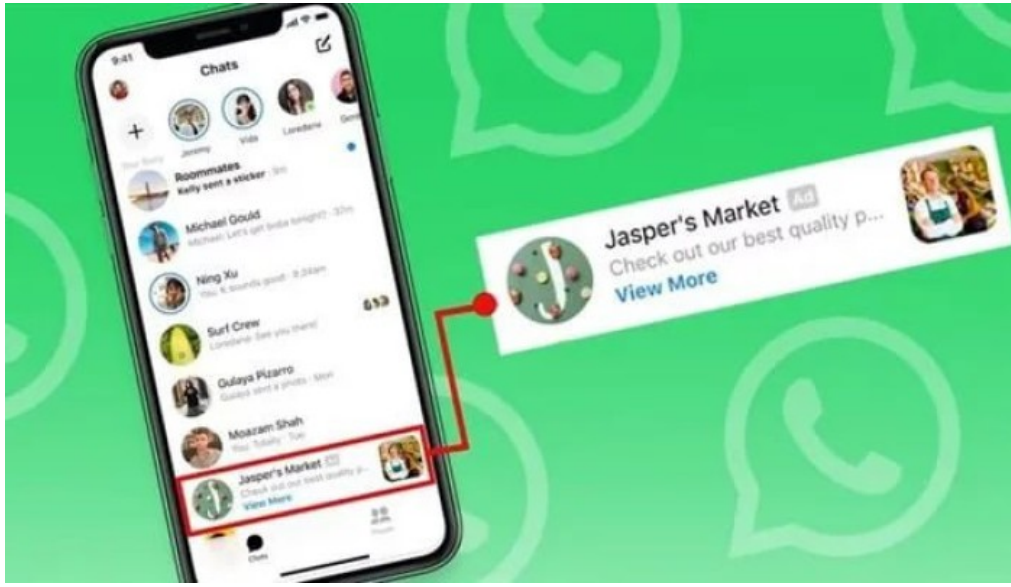 9:41
Chats
Your Story
Jeremy
Vida
Loredana
Roommates
Kelly sent a sticker · 9m
Michael Gould
Michael: Let's get boba tonight? · 37m
Ning Xu
You: It sounds good · 8:24am
Surf Crew
Loredana: See you there!
Gulaya Pizarro
Gulaya sent a photo · Mon
Moazam Shah
You: Totally · Tue
Jasper's Market Ad
Check out our best quality p...
View More
Chats
People
Jasper's Market Ad
Check out our best quality p...
View More